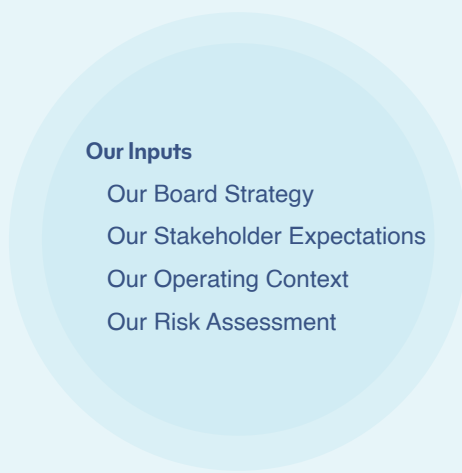 Our Inputs
Our Board Strategy
Our Stakeholder Expectations
Our Operating Context
Our Risk Assessment